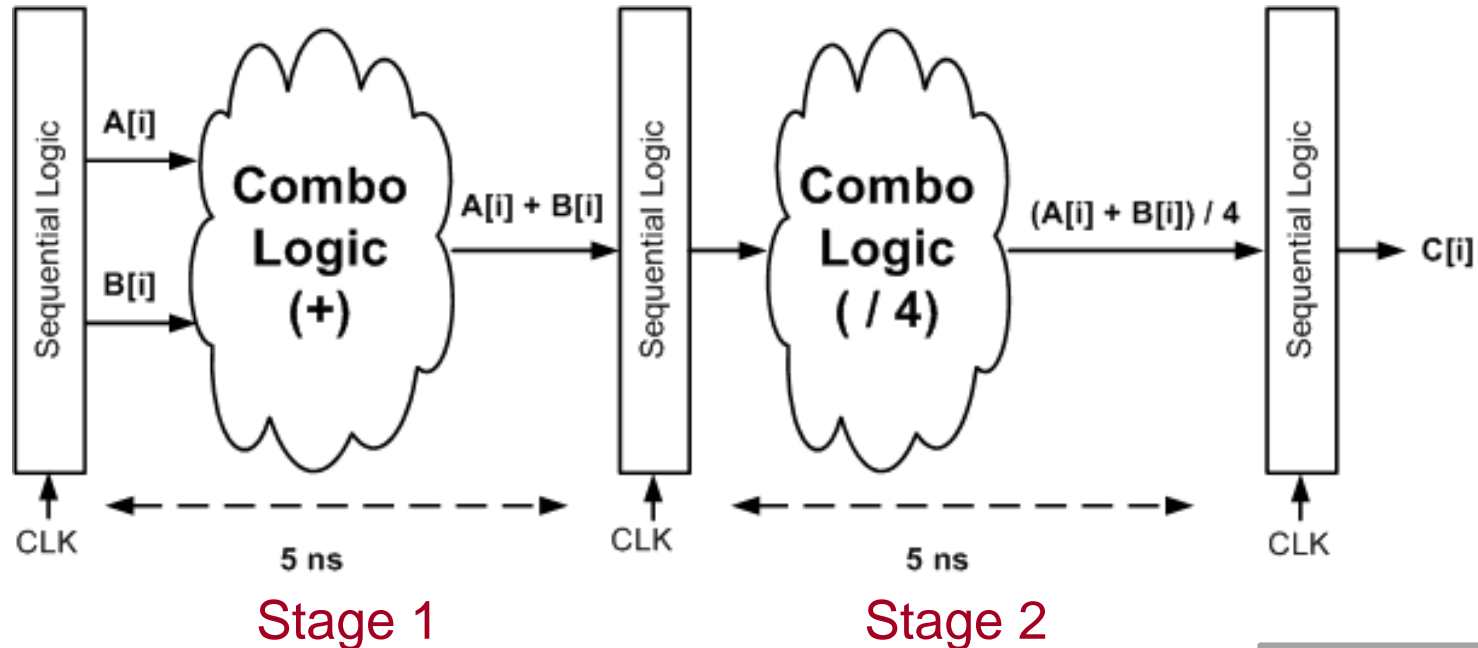 Sequential Logic
A[i]
B[i]
Combo
Logic
(+)
A[i] + B[i]
Sequential Logic
Combo
Logic
( / 4)
(A[i] + B[i]) / 4
Sequential Logic
C[i]
CLK
5 ns
CLK
5 ns
CLK
Stage 1
Stage 2